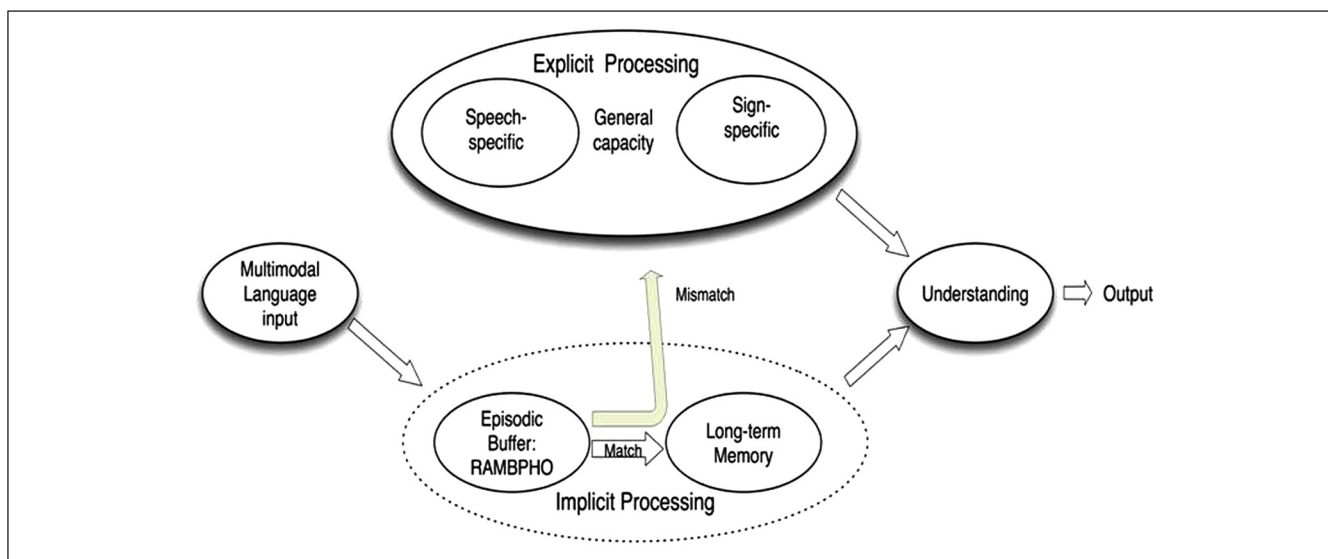 Explicit Processing
Speech-
specific
General
capacity
Sign-
specific
Multimodal
Language
input
Mismatch
Understanding
Output
Episodic
Buffer:
RAMBPHO
Match
Long-term
Memory
Implicit Processing